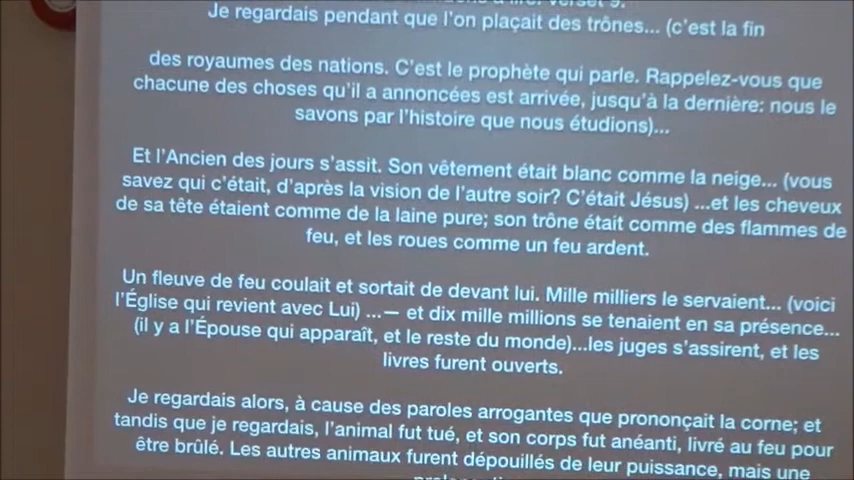 à lire. verset 9.
Je regardais pendant que l'on plaçait des trônes... (c'est la fin
des royaumes des nations. C'est le prophète qui parle. Rappelez-vous que
chacune des choses qu'il a annoncées est arrivée, jusqu'à la dernière: nous le
savons par l'histoire que nous étudions)...
Et l'Ancien des jours s'assit. Son vêtement était blanc comme la neige... (vous
savez qui c'était, d'après la vision de l'autre soir? C'était Jésus) ...et les cheveux
de sa tête étaient comme de la laine pure; son trône était comme des flammes de
feu, et les roues comme un feu ardent.
Un fleuve de feu coulait et sortait de devant lui. Mille milliers le servaient... (voici
l'Église qui revient avec Lui) ...— et dix mille millions se tenaient en sa présence...
(il y a l'Épouse qui apparaît, et le reste du monde)...les juges s'assirent, et les
livres furent ouverts.
Je regardais alors, à cause des paroles arrogantes que prononçait la corne; et
tandis que je regardais, l'animal fut tué, et son corps fut anéanti, livré au feu pour
être brûlé. Les autres animaux furent dépouillés de leur puissance, mais une